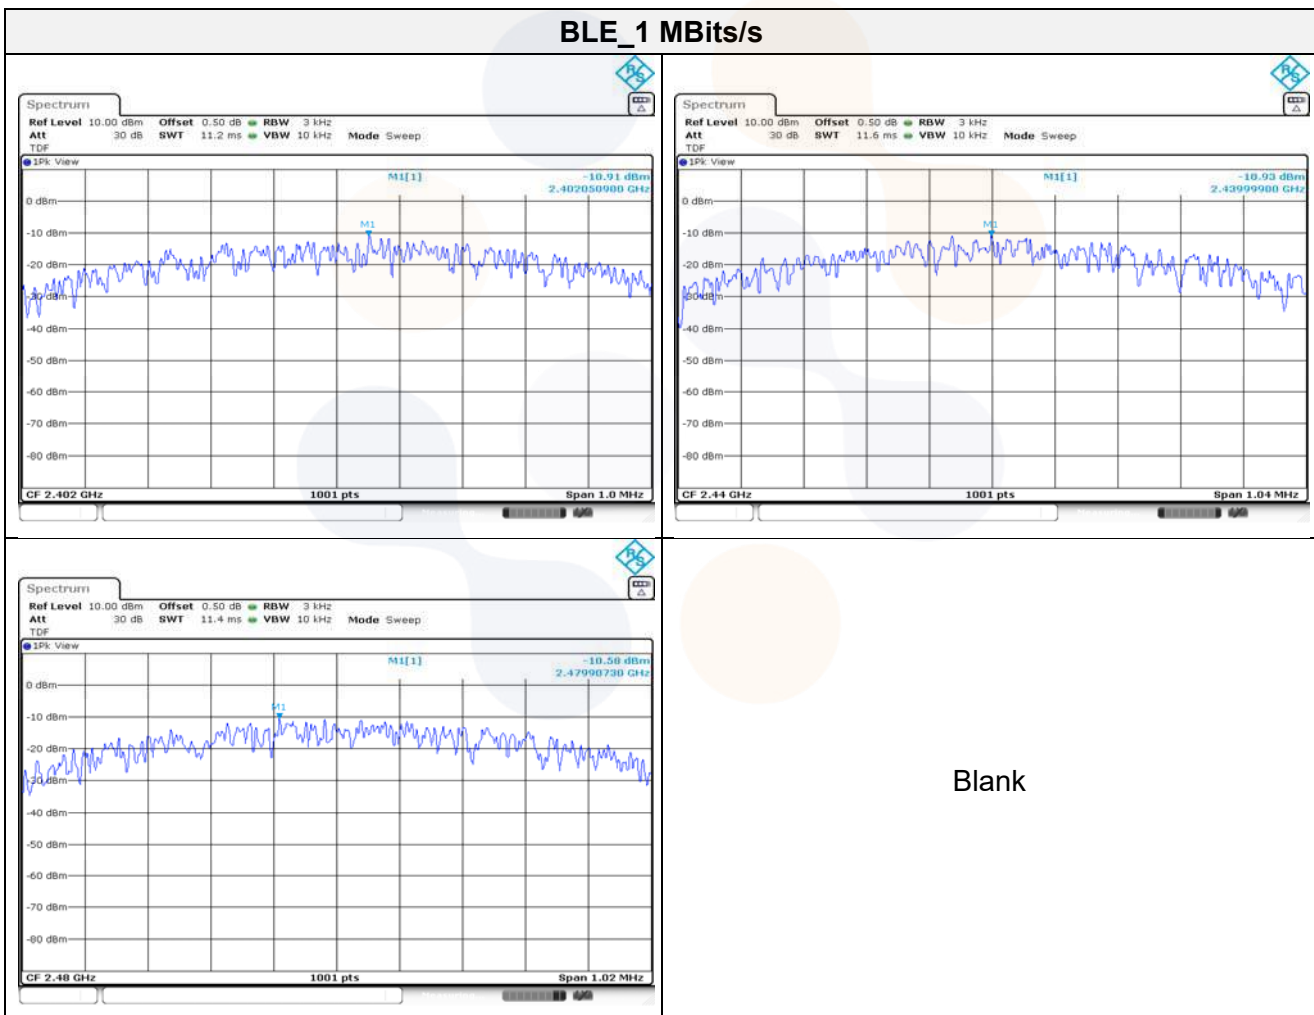 BLE_1 MBits/s
Spectrum
Ref Level 10.00 dBm Offset 0.50 dB RBW 3 kHz
Att 30 dB SWT 11.2 ms VBW 10 kHz Mode Sweep
TDF
1Pk View
M1[1] -10.91 dBm
2.402050900 GHz
0 dBm
M1
-10 dBm
-20 dBm
-30 dBm
-40 dBm
-50 dBm
-60 dBm
-70 dBm
-80 dBm
CF 2.402 GHz 1001 pts Span 1.0 MHz
Spectrum
Ref Level 10.00 dBm Offset 0.50 dB RBW 3 kHz
Att 30 dB SWT 11.6 ms VBW 10 kHz Mode Sweep
TDF
1Pk View
M1[1] -10.93 dBm
2.43999900 GHz
0 dBm
M1
-10 dBm
-20 dBm
-30 dBm
-40 dBm
-50 dBm
-60 dBm
-70 dBm
-80 dBm
CF 2.44 GHz 1001 pts Span 1.04 MHz
Spectrum
Ref Level 10.00 dBm Offset 0.50 dB RBW 3 kHz
Att 30 dB SWT 11.4 ms VBW 10 kHz Mode Sweep
TDF
1Pk View
M1[1] -10.50 dBm
2.47990730 GHz
0 dBm
M1
-10 dBm
-20 dBm
-30 dBm
-40 dBm
-50 dBm
-60 dBm
-70 dBm
-80 dBm
CF 2.48 GHz 1001 pts Span 1.02 MHz
Blank